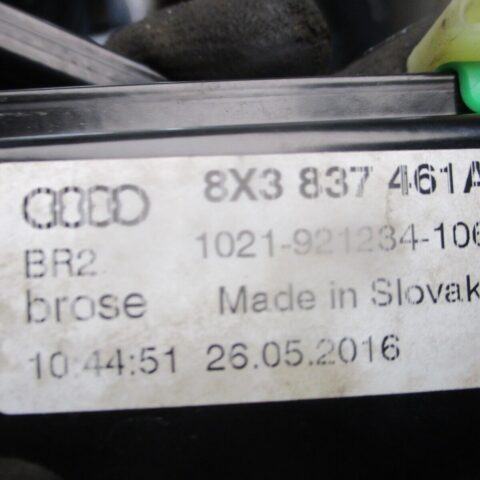 8X3 837 461A
BR2 1021-921234-106
brose Made in Slovak
10:44:51 26.05.2016